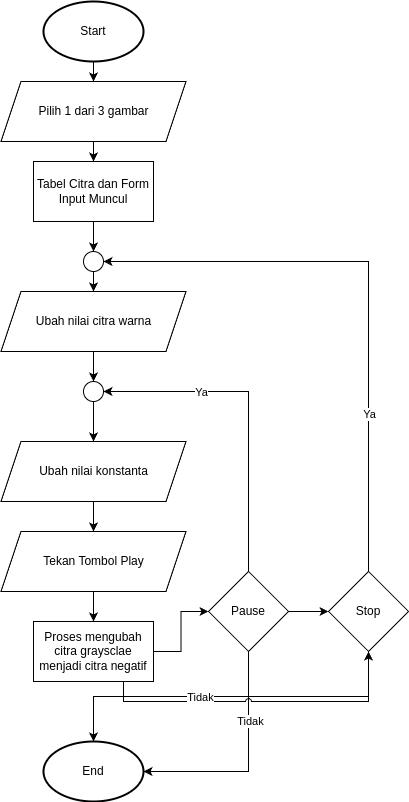 Start
Pilih 1 dari 3 gambar
Tabel Citra dan Form
Input Muncul
Ubah nilai citra warna
Ya
Ya
Ubah nilai konstanta
Tekan Tombol Play
Pause
Stop
Proses mengubah
citra graysclae
menjadi citra negatif
Tidak
Tidak
End